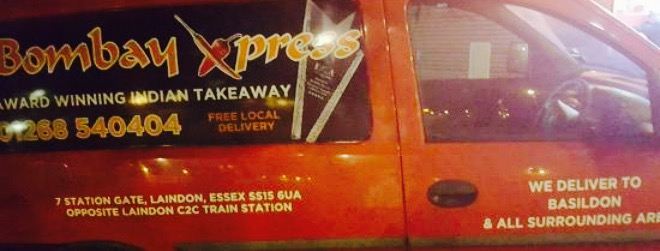 Bombay Xpress
AWARD WINNING INDIAN TAKEAWAY
01268 540404
FREE LOCAL
DELIVERY
7 STATION GATE, LAINDON, ESSEX SS15 6UA
OPPOSITE LAINDON C2C TRAIN STATION
WE DELIVER TO
BASILDON
& ALL SURROUNDING ARE